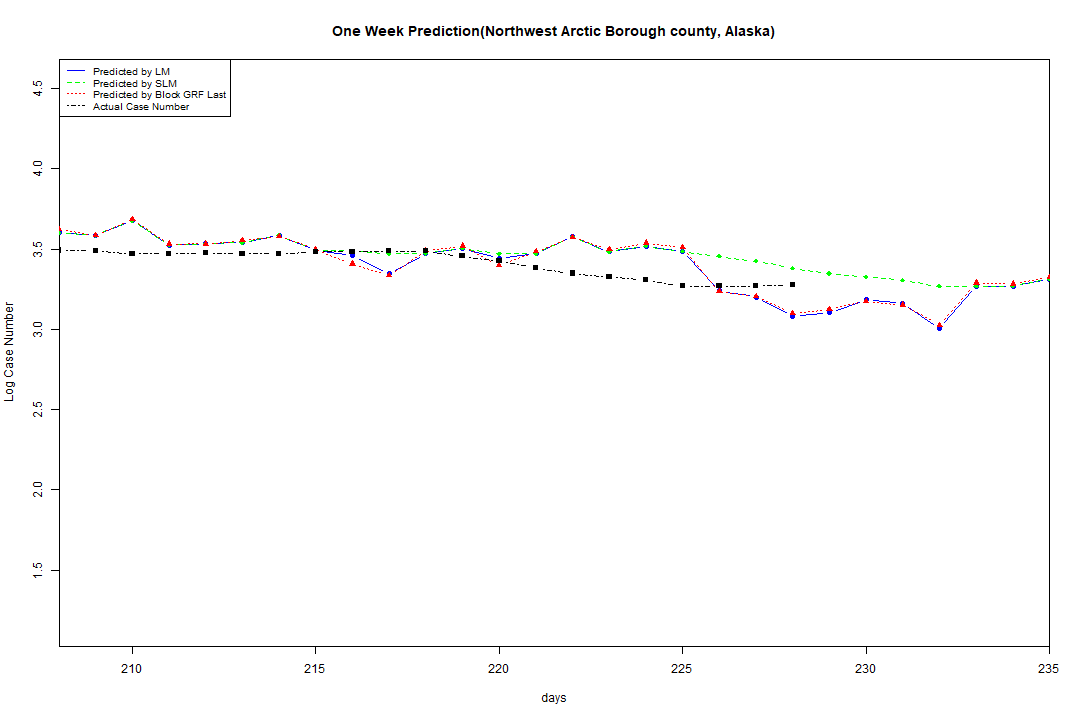 One Week Prediction(Northwest Arctic Borough county, Alaska)
Predicted by LM
Predicted by SLM
Predicted by Block GRF Last
Actual Case Number
4.5
4.0
3.5
3.0
2.5
2.0
1.5
Log Case Number
210 215 220 225 230 235
days